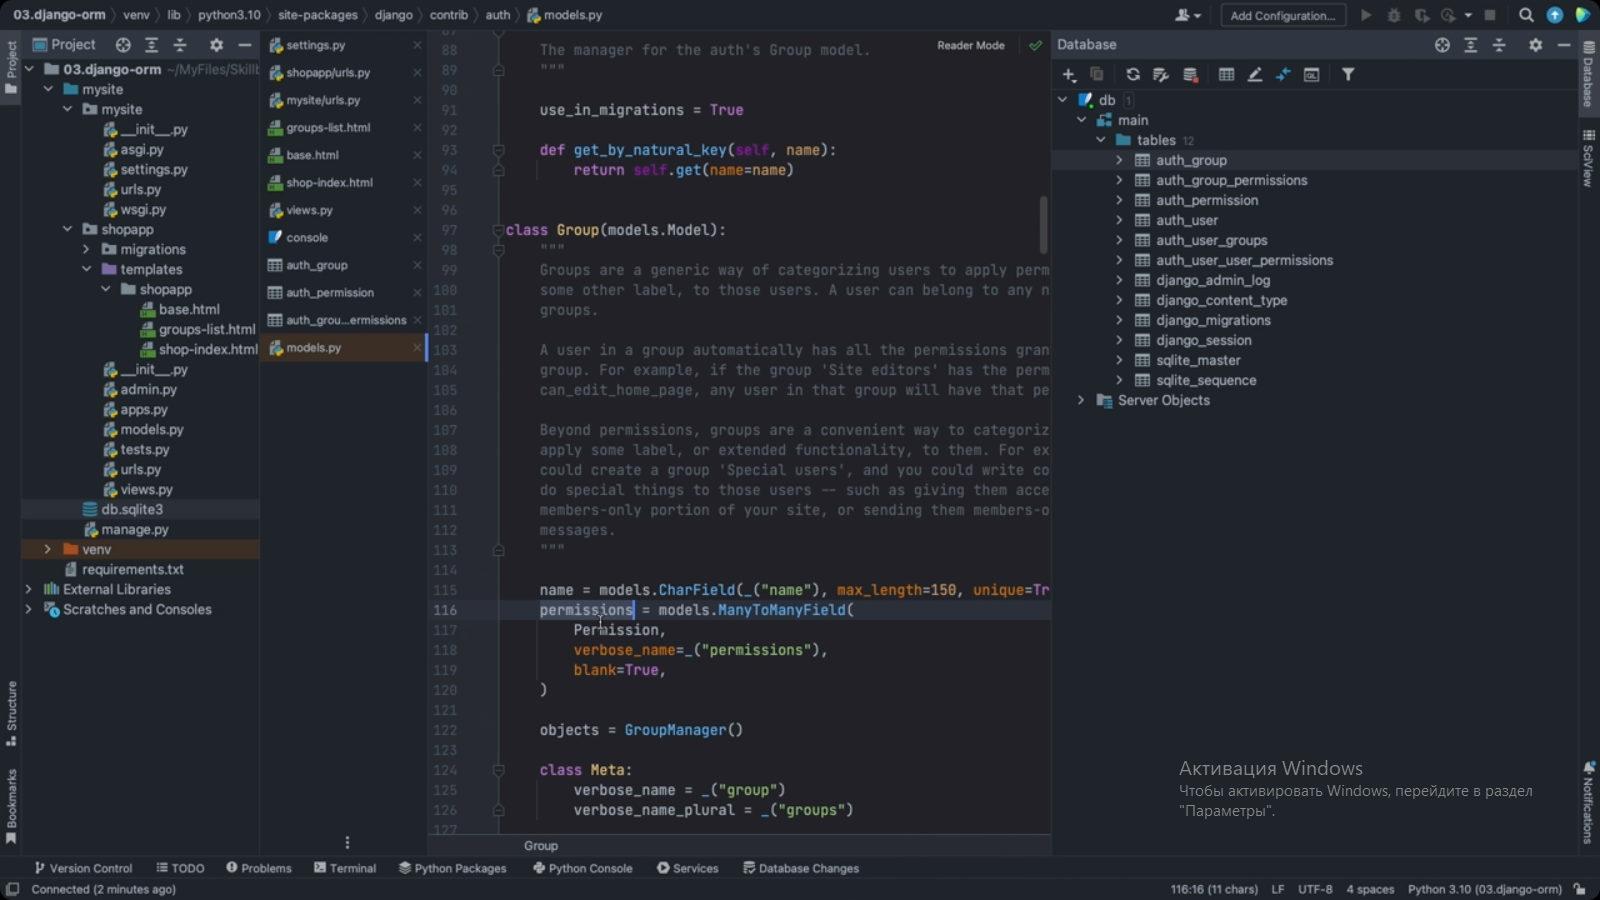 03.django-orm
venv
lib
python3.10
site-packages
django
contrib
auth
models.py
Add Configuration...
Project
Project
03.django-orm ~/MyFiles/Skillb
mysite
mysite
__init__.py
asgi.py
settings.py
urls.py
wsgi.py
shopapp
migrations
templates
shopapp
base.html
groups-list.html
shop-index.html
__init__.py
admin.py
apps.py
models.py
tests.py
urls.py
views.py
db.sqlite3
manage.py
venv
requirements.txt
External Libraries
Scratches and Consoles
Structure
Bookmarks
settings.py
shopapp/urls.py
mysite/urls.py
groups-list.html
base.html
shop-index.html
views.py
console
auth_group
auth_permission
auth_grou...ermissions
models.py
Reader Mode
87
88 The manager for the auth's Group model.
89 """
90
91 use_in_migrations = True
92
93 def get_by_natural_key(self, name):
94 return self.get(name=name)
95
96
97 class Group(models.Model):
98 """
99 Groups are a generic way of categorizing users to apply perm
100 some other label, to those users. A user can belong to any n
101 groups.
102
103 A user in a group automatically has all the permissions gran
104 group. For example, if the group 'Site editors' has the perm
105 can_edit_home_page, any user in that group will have that pe
106
107 Beyond permissions, groups are a convenient way to categoriz
108 apply some label, or extended functionality, to them. For ex
109 could create a group 'Special users', and you could write co
110 do special things to those users -- such as giving them acce
111 members-only portion of your site, or sending them members-o
112 messages.
113 """
114
115 name = models.CharField(_("name"), max_length=150, unique=Tr
116 permissions = models.ManyToManyField(
117 Permission,
118 verbose_name=_("permissions"),
119 blank=True,
120 )
121
122 objects = GroupManager()
123
124 class Meta:
125 verbose_name = _("group")
126 verbose_name_plural = _("groups")
127
Group
Database
db 1
main
tables 12
auth_group
auth_group_permissions
auth_permission
auth_user
auth_user_groups
auth_user_user_permissions
django_admin_log
django_content_type
django_migrations
django_session
sqlite_master
sqlite_sequence
Server Objects
Database
SciView
Notifications
Активация Windows
Чтобы активировать Windows, перейдите в раздел
"Параметры".
Version Control
TODO
Problems
Terminal
Python Packages
Python Console
Services
Database Changes
Connected (2 minutes ago)
116:16 (11 chars)
LF
UTF-8
4 spaces
Python 3.10 (03.django-orm)